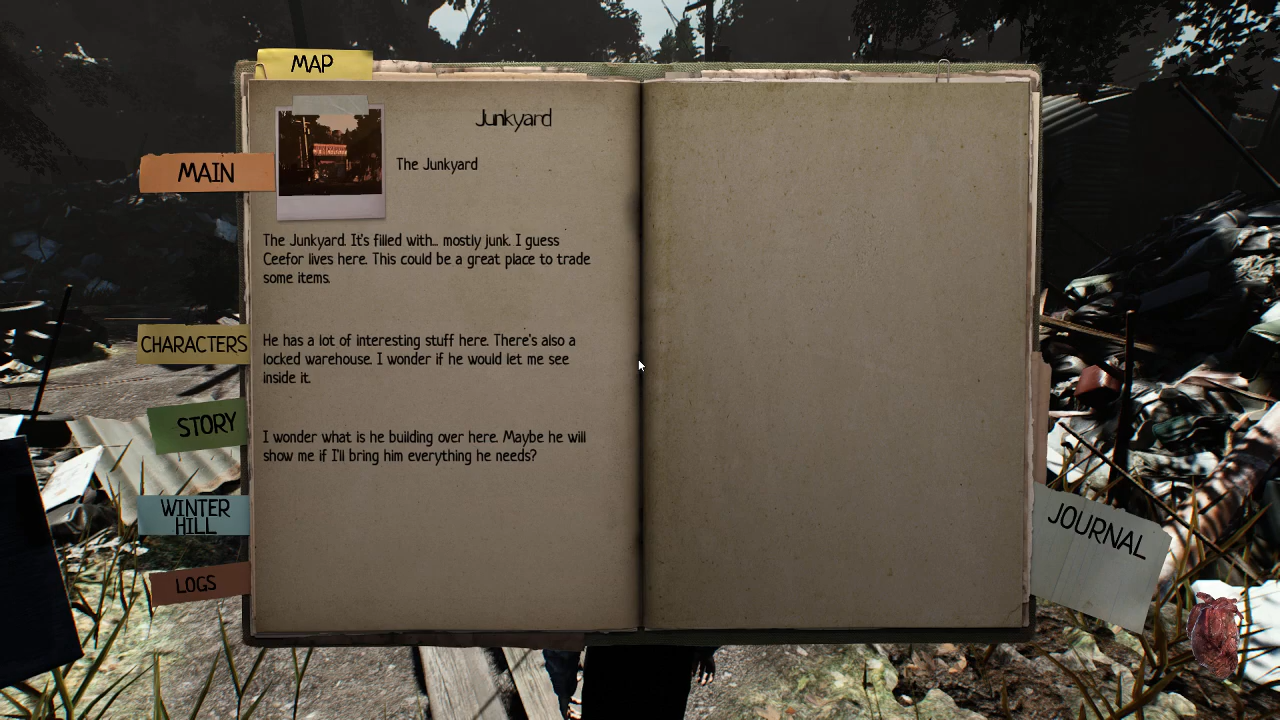 MAP
Junkyard
MAIN
The Junkyard
The Junkyard. It's filled with... mostly junk. I guess
Ceefor lives here. This could be a great place to trade
some items.
CHARACTERS
He has a lot of interesting stuff here. There's also a
locked warehouse. I wonder if he would let me see
inside it.
STORY
I wonder what is he building over here. Maybe he will
show me if I'll bring him everything he needs?
WINTER
HILL
JOURNAL
LOGS